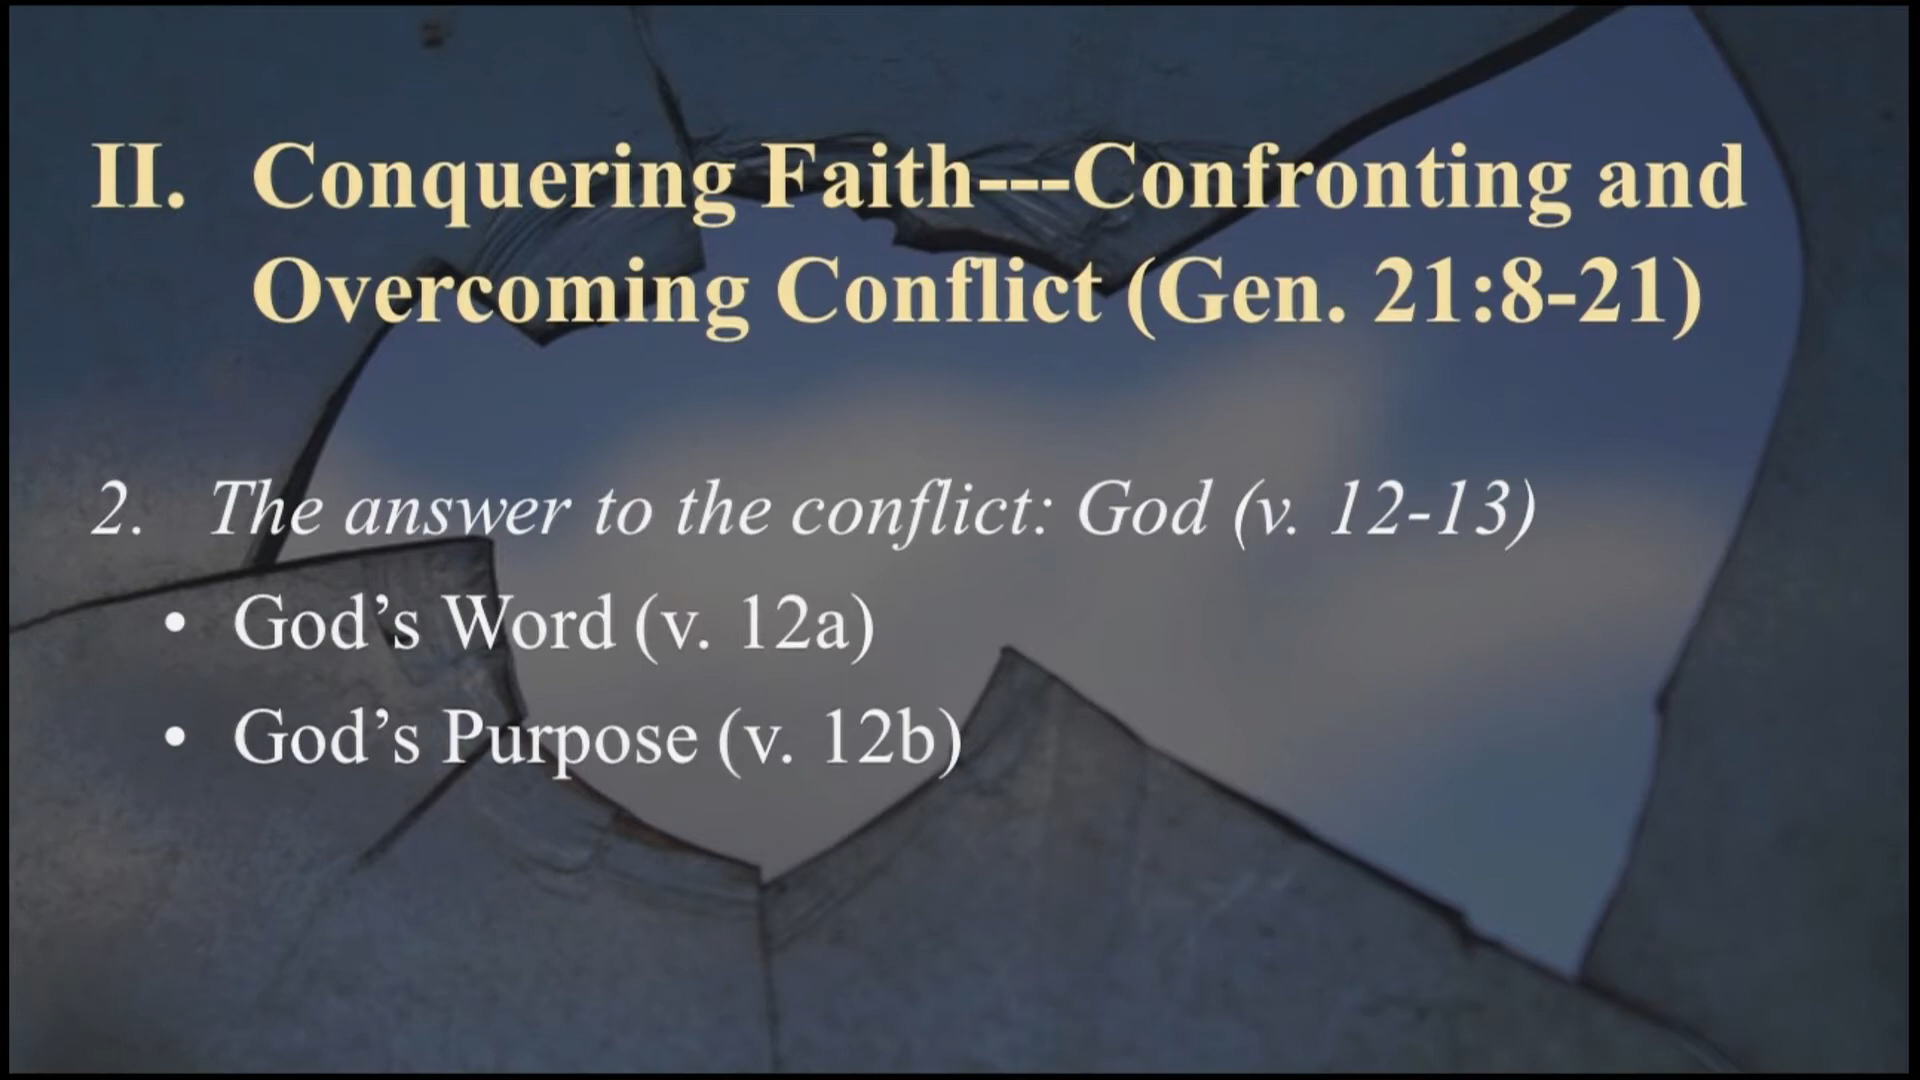 II. Conquering Faith---Confronting and
Overcoming Conflict (Gen. 21:8-21)
2. The answer to the conflict: God (v. 12-13)
• God’s Word (v. 12a)
• God’s Purpose (v. 12b)